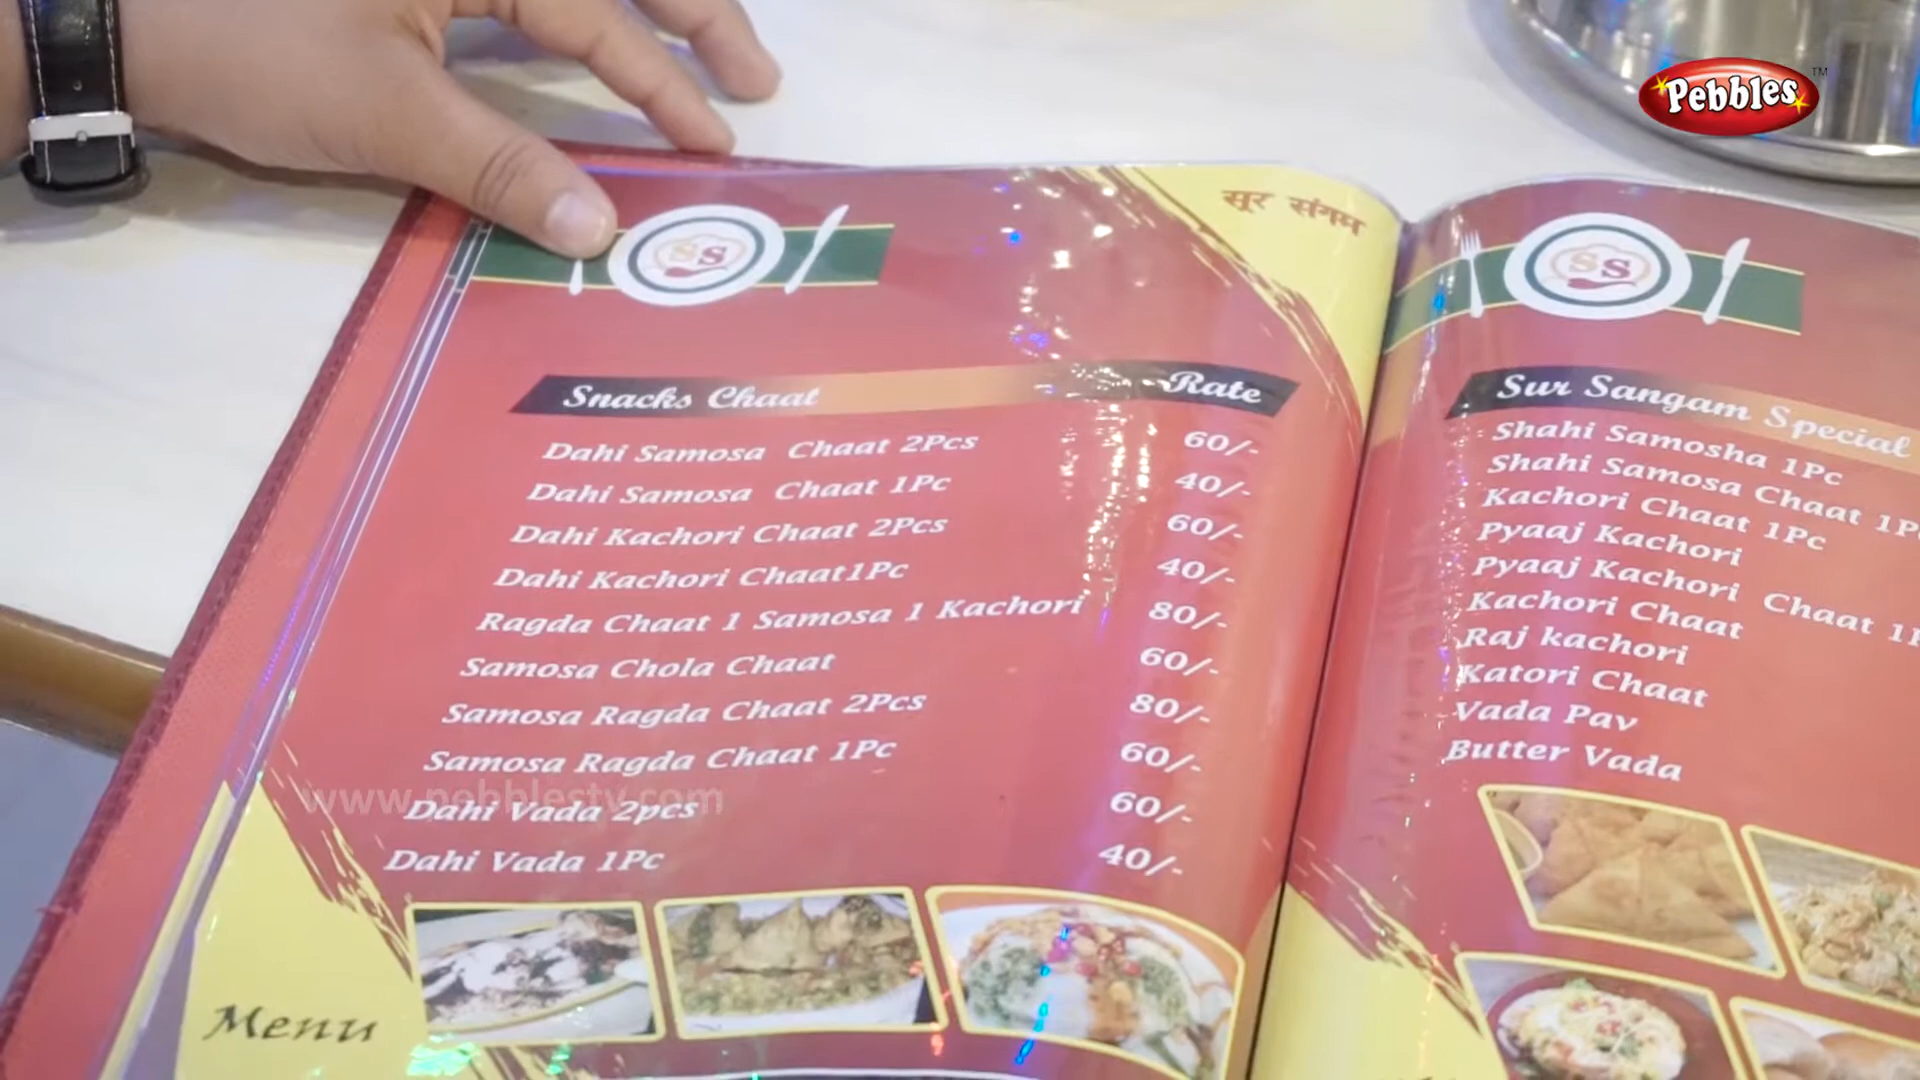 Pebbles TM
सूर संगम
SS
Snacks Chaat Rate
Dahi Samosa Chaat 2Pcs 60/-
Dahi Samosa Chaat 1Pc 40/-
Dahi Kachori Chaat 2Pcs 60/-
Dahi Kachori Chaat1Pc 40/-
Ragda Chaat 1 Samosa 1 Kachori 80/-
Samosa Chola Chaat 60/-
Samosa Ragda Chaat 2Pcs 80/-
Samosa Ragda Chaat 1Pc 60/-
Dahi Vada 2pcs 60/-
Dahi Vada 1Pc 40/-
Menu
www.pebblestv.com
SS
Sur Sangam Special
Shahi Samosha 1Pc
Shahi Samosa Chaat 1P
Kachori Chaat 1Pc
Pyaaj Kachori
Pyaaj Kachori Chaat 1P
Kachori Chaat
Raj kachori
Katori Chaat
Vada Pav
Butter Vada